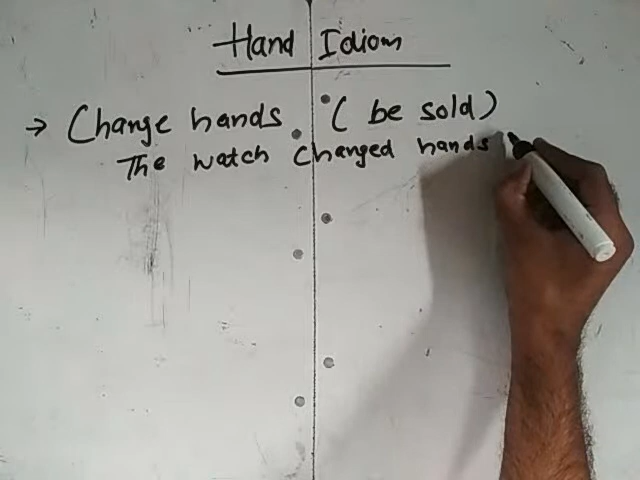 Hand Idiom
→ Change hands (be sold)
The watch changed hands